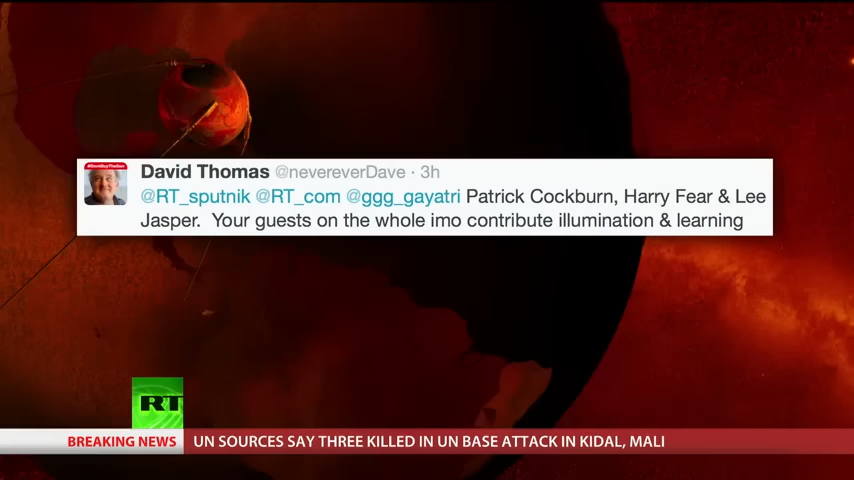 #DontBuyTheSun
David Thomas @nevereverDave · 3h
@RT_sputnik @RT_com @ggg_gayatri Patrick Cockburn, Harry Fear & Lee
Jasper.  Your guests on the whole imo contribute illumination & learning
RT
BREAKING NEWS UN SOURCES SAY THREE KILLED IN UN BASE ATTACK IN KIDAL, MALI